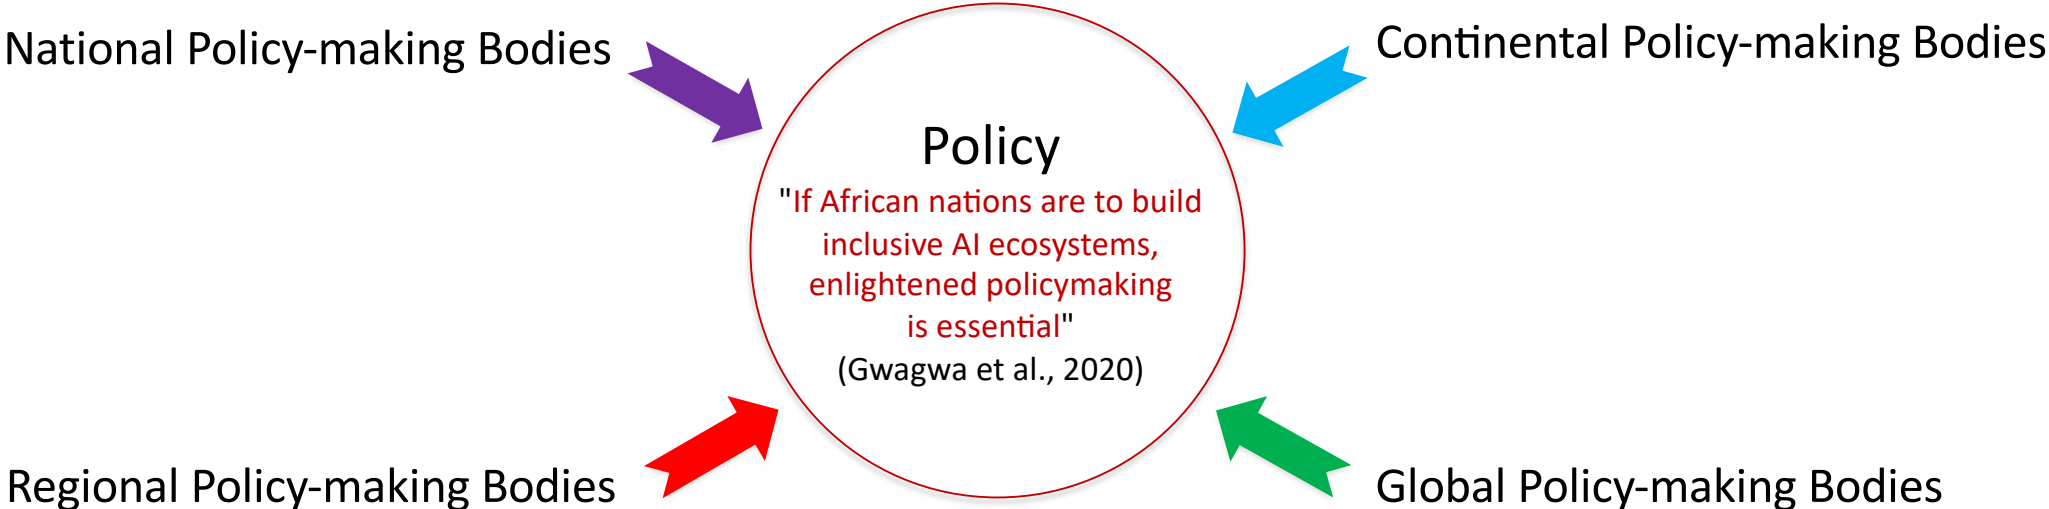 National Policy-making Bodies
Continental Policy-making Bodies
Policy
"If African nations are to build
inclusive AI ecosystems,
enlightened policymaking
is essential"
(Gwagwa et al., 2020)
Regional Policy-making Bodies
Global Policy-making Bodies